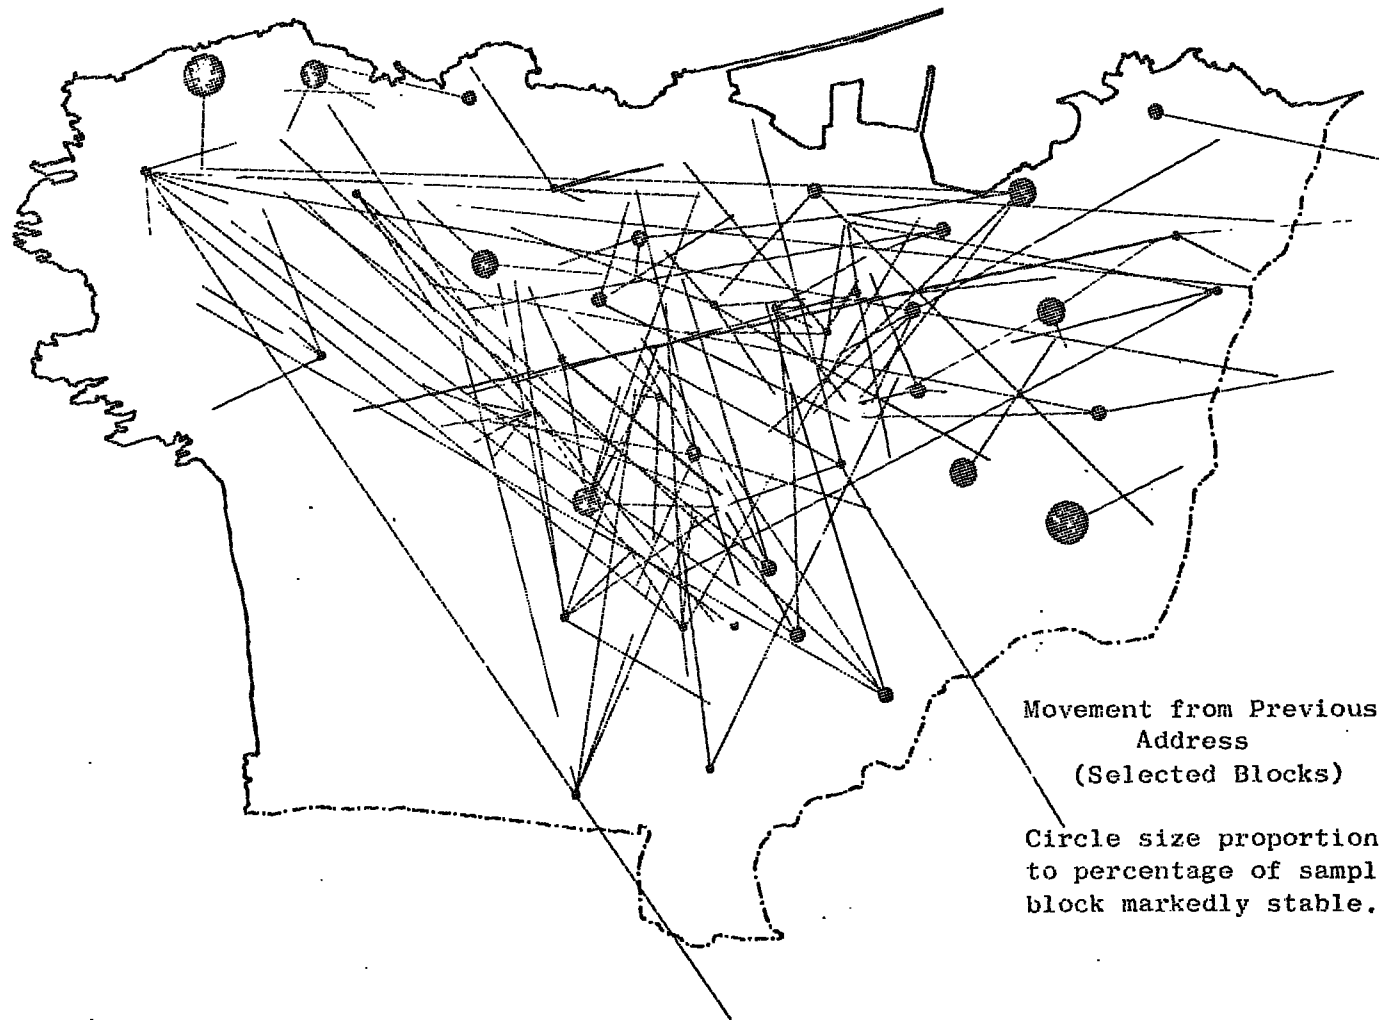 Movement from Previous
Address
(Selected Blocks)
Circle size proportion
to percentage of sampl
block markedly stable.